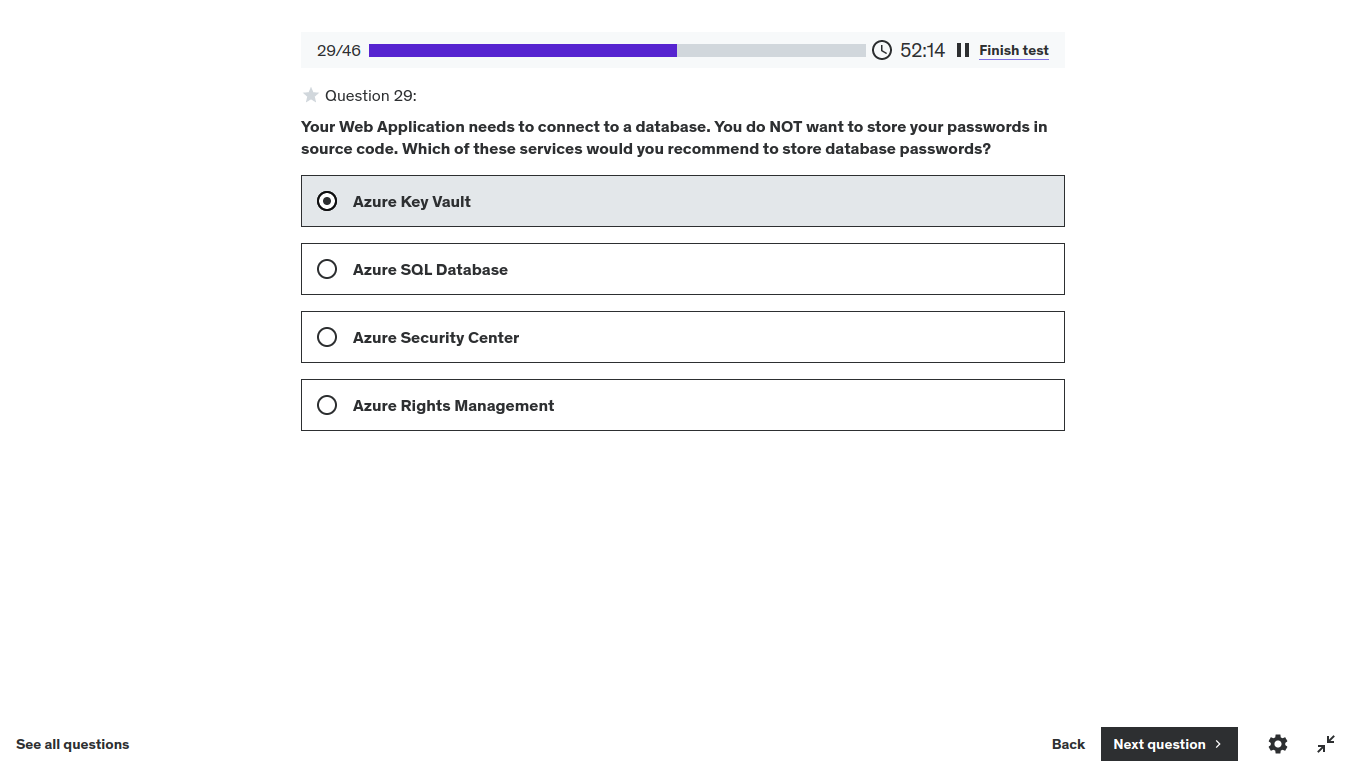 29/46
52:14
Finish test
Question 29:
Your Web Application needs to connect to a database. You do NOT want to store your passwords in
source code. Which of these services would you recommend to store database passwords?
Azure Key Vault
Azure SQL Database
Azure Security Center
Azure Rights Management
See all questions
Back
Next question